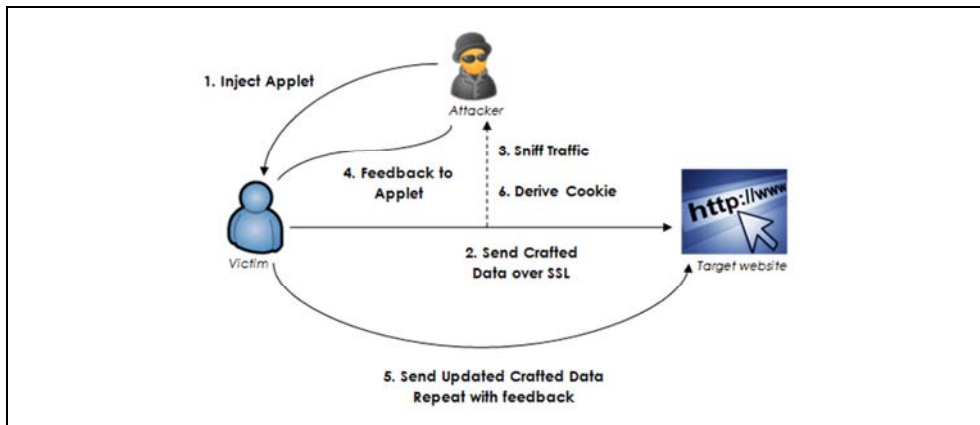 1. Inject Applet
Attacker
3. Sniff Traffic
4. Feedback to
Applet
6. Derive Cookie
http://www
Victim
2. Send Crafted
Data over SSL
Target website
5. Send Updated Crafted Data
Repeat with feedback